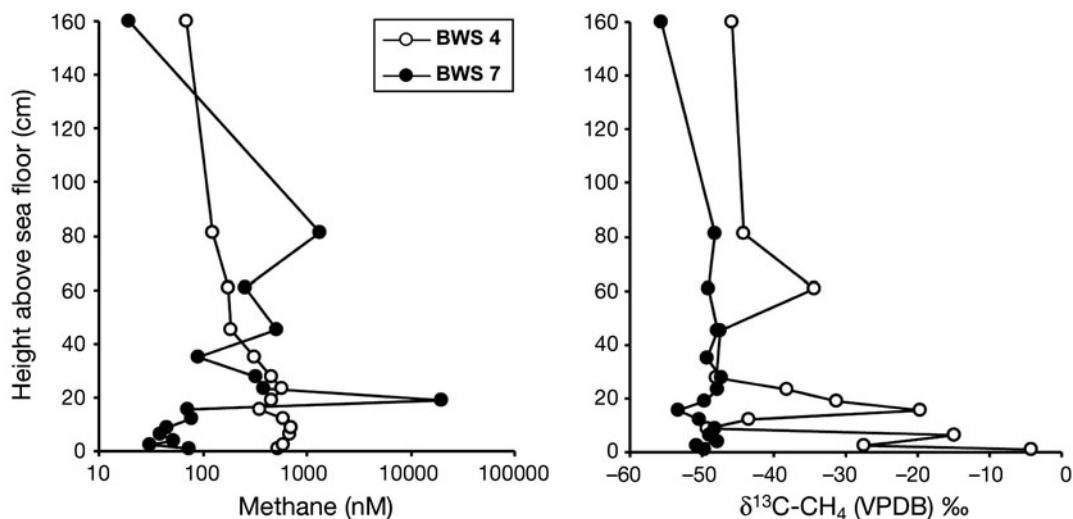 160
140
120
100
80
60
40
20
0
Height above sea floor (cm)
10 100 1000 10000 100000
Methane (nM)
BWS 4
BWS 7
160
140
120
160
80
60
40
20
0
–60 –50 –40 –30 –20 –10 0
δ¹³C-CH₄ (VPDB) ‰